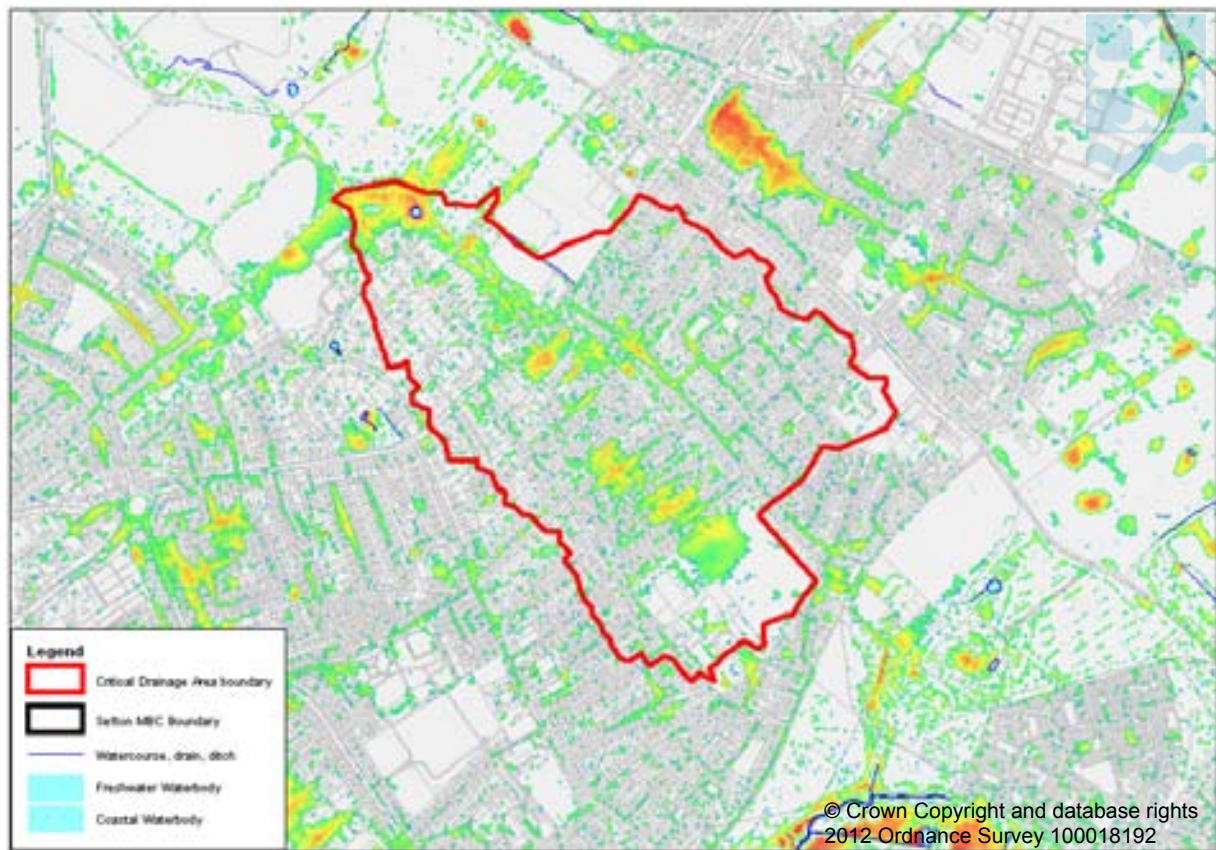 Legend
Critical Drainage Area boundary
Sefton MBC Boundary
Watercourse, drain, ditch
Freshwater Waterbody
Coastal Waterbody
© Crown Copyright and database rights
2012 Ordnance Survey 100018192